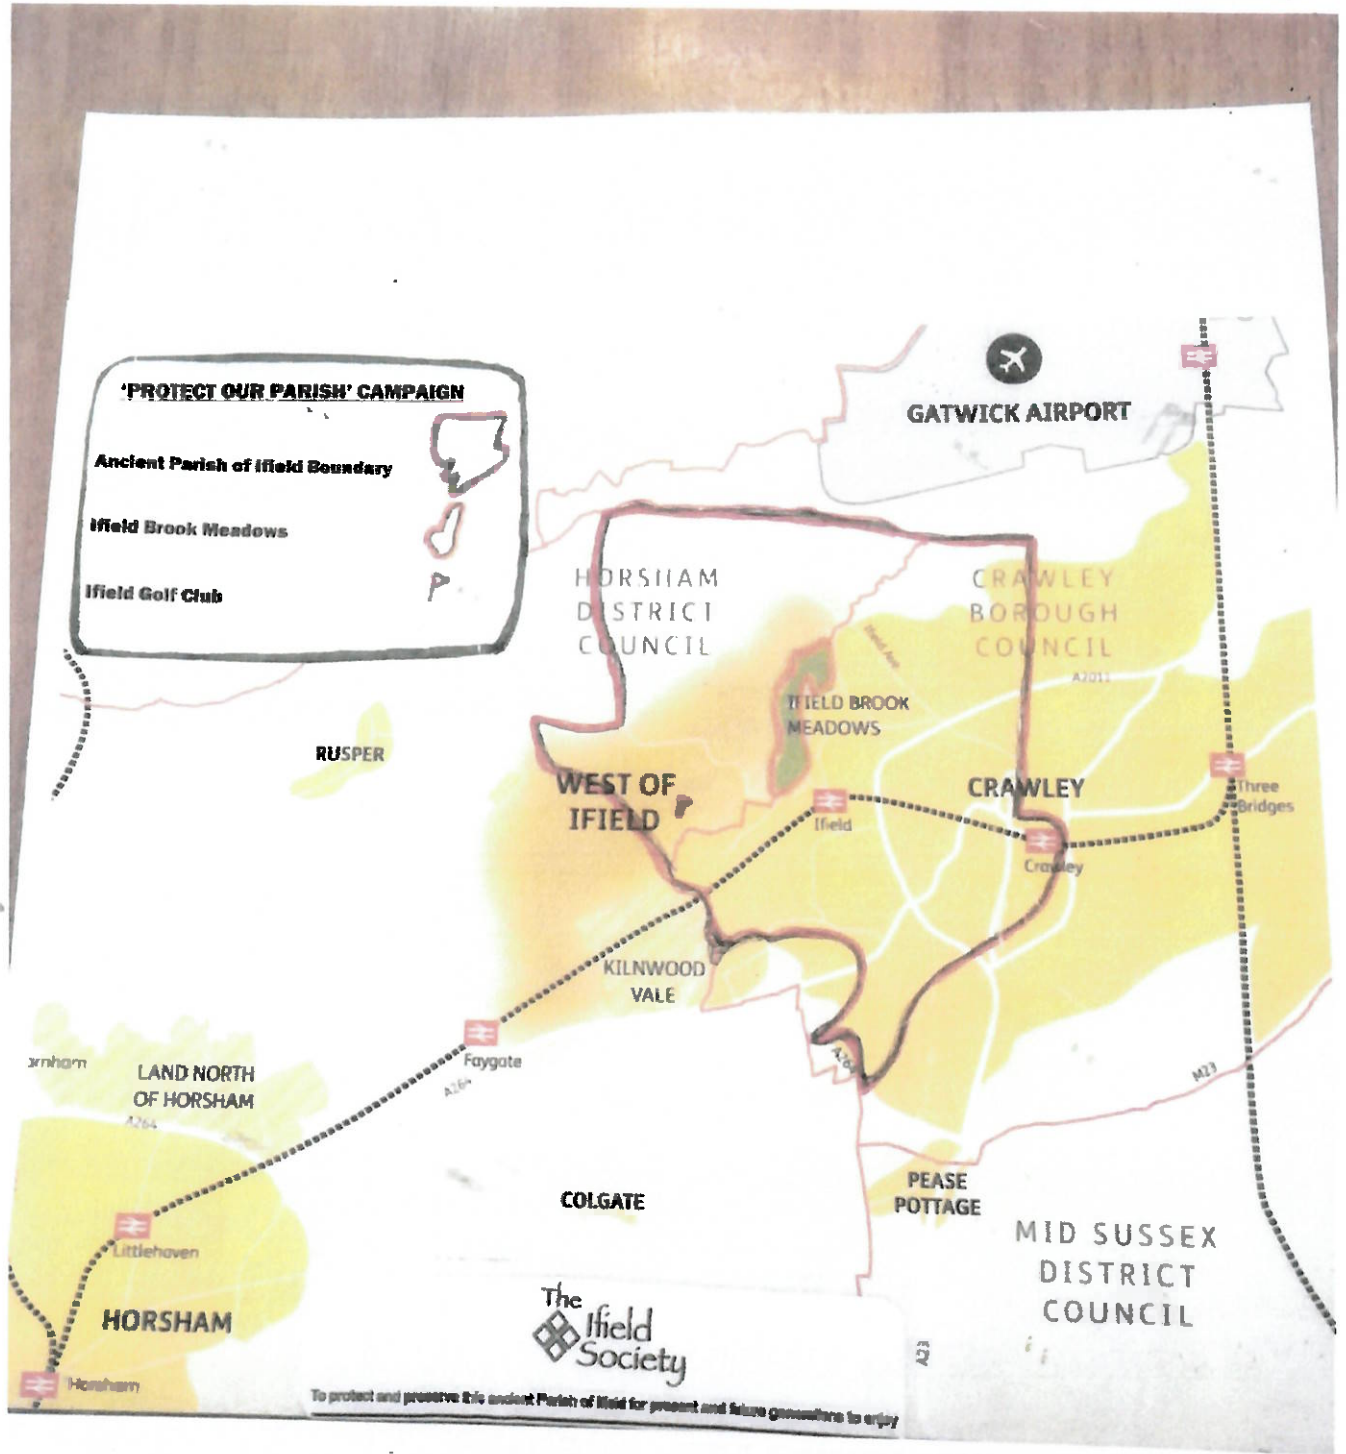 'PROTECT OUR PARISH' CAMPAIGN
Ancient Parish of Ifield Boundary
Ifield Brook Meadows
Ifield Golf Club
GATWICK AIRPORT
HORSHAM
DISTRICT
COUNCIL
CRAWLEY
BOROUGH
COUNCIL
A2011
Ifield Ave
IFIELD BROOK
MEADOWS
RUSPER
WEST OF
IFIELD
CRAWLEY
Three
Bridges
Ifield
Crawley
KILNWOOD
VALE
Faygate
A264
A264
M23
arnham
LAND NORTH
OF HORSHAM
A264
COLGATE
PEASE
POTTAGE
MID SUSSEX
DISTRICT
COUNCIL
Littlehaven
HORSHAM
Horsham
A23
The
Ifield
Society
To protect and preserve this ancient Parish of Ifield for present and future generations to enjoy